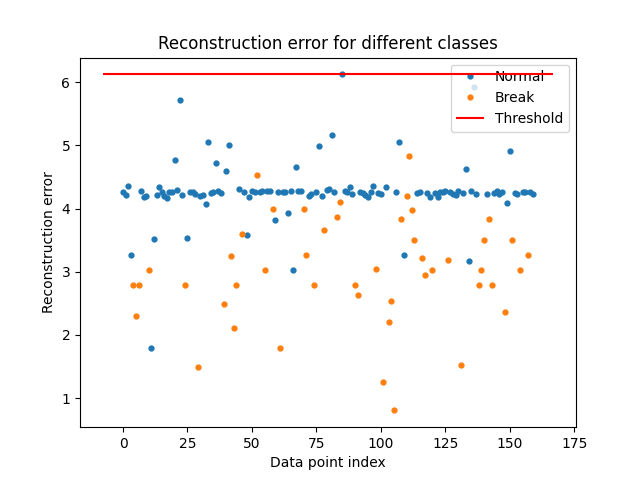 Reconstruction error for different classes
Normal
Break
Threshold
Reconstruction error
6
5
4
3
2
1
0
25
50
75
100
125
150
175
Data point index